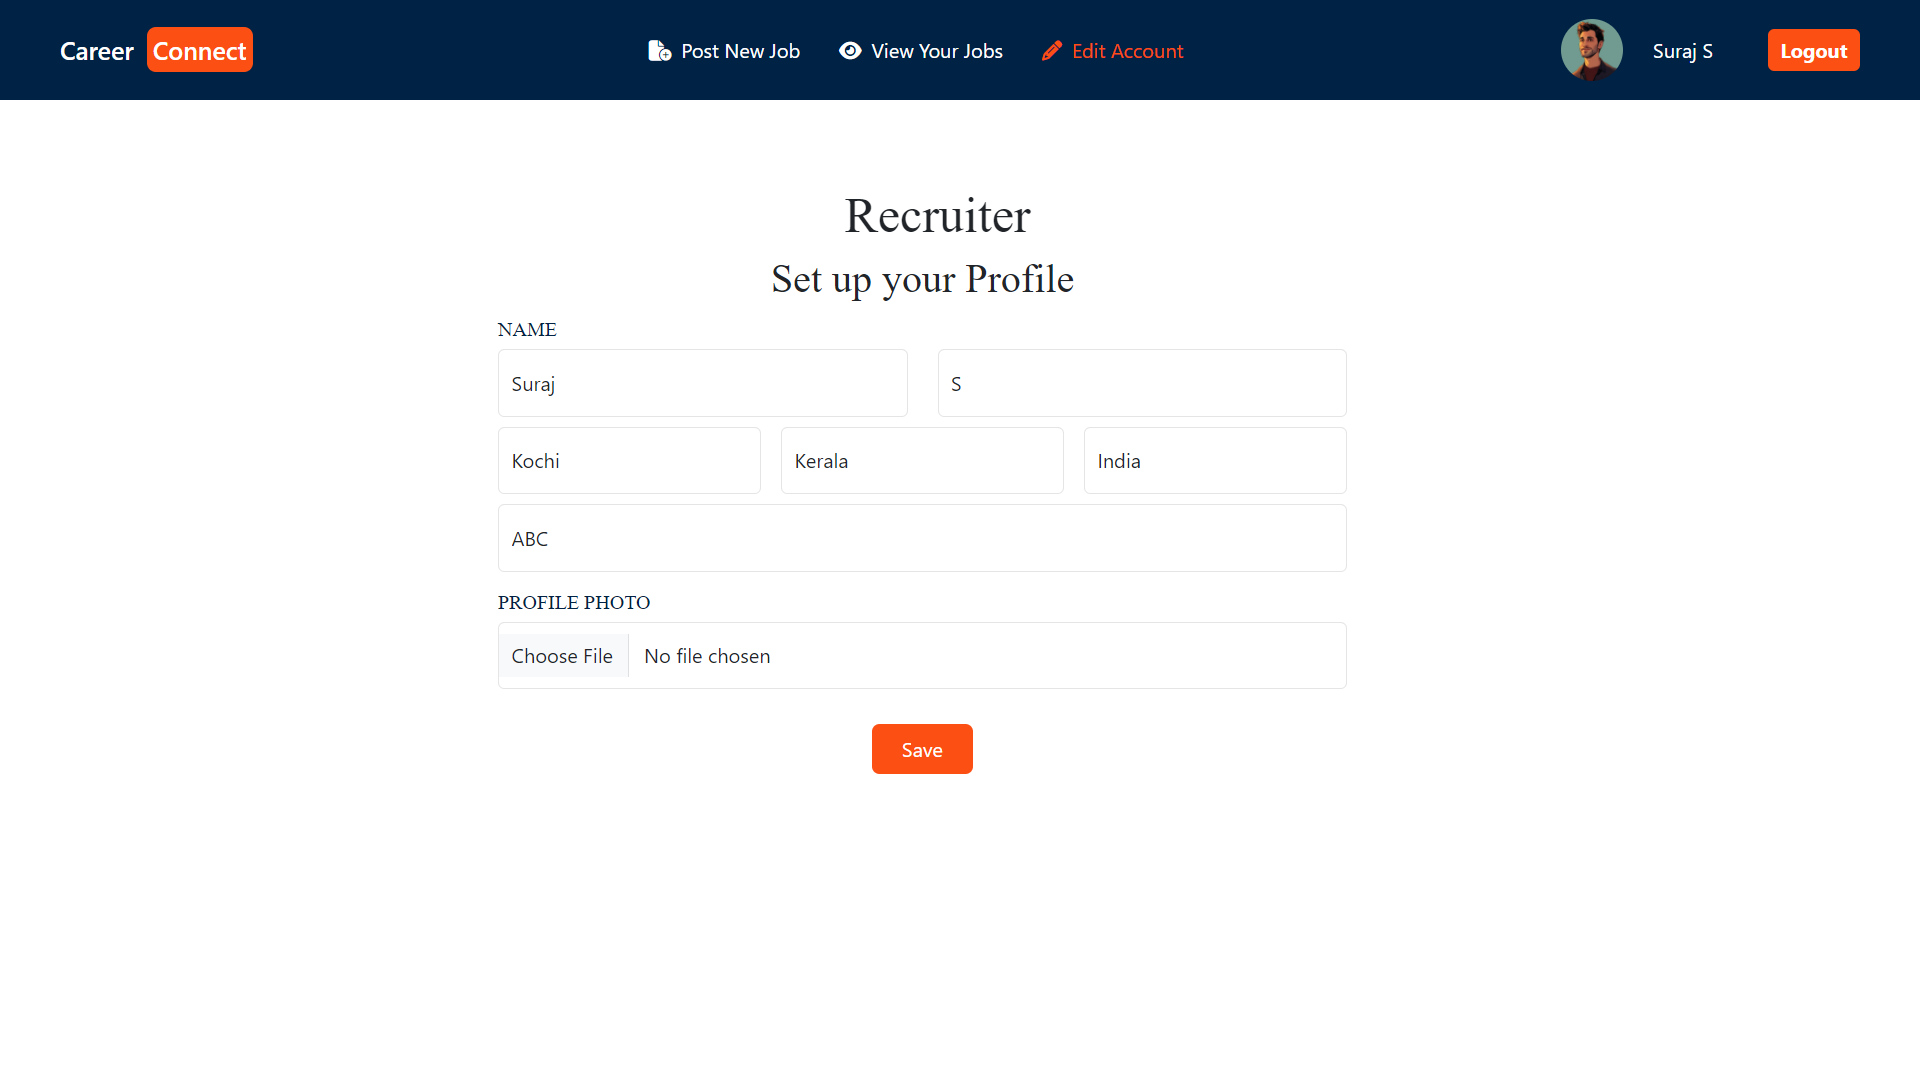 Career Connect Post New Job View Your Jobs Edit Account Suraj S Logout
Recruiter
Set up your Profile
NAME
Suraj S
Kochi Kerala India
ABC
PROFILE PHOTO
Choose File No file chosen
Save